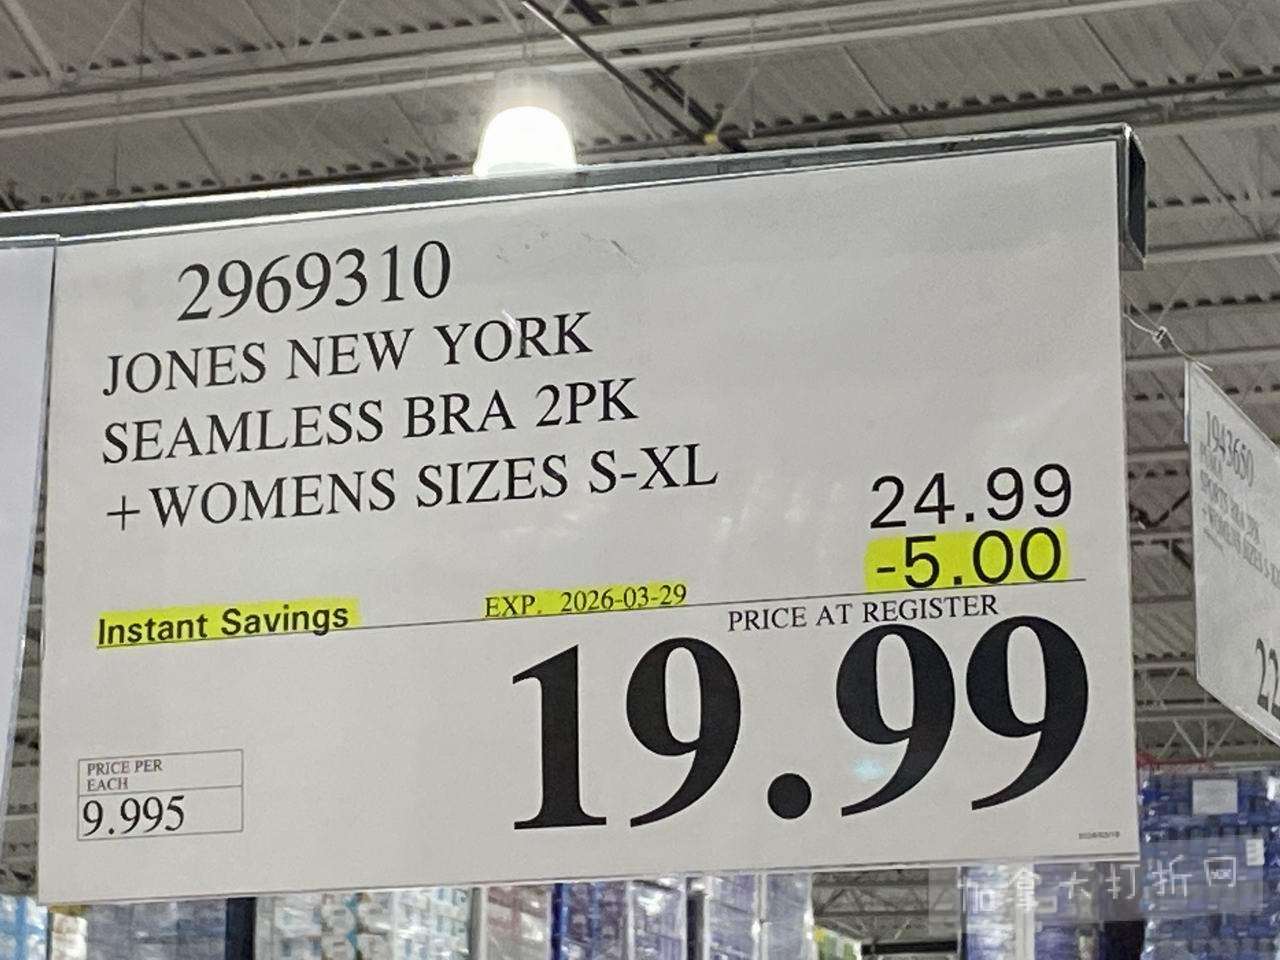 2969310
JONES NEW YORK
SEAMLESS BRA 2PK
+WOMENS SIZES S-XL
24.99
-5.00
Instant Savings
EXP. 2026-03-29
PRICE AT REGISTER
19.99
PRICE PER
EACH
9.995
1943650
加拿大打折网